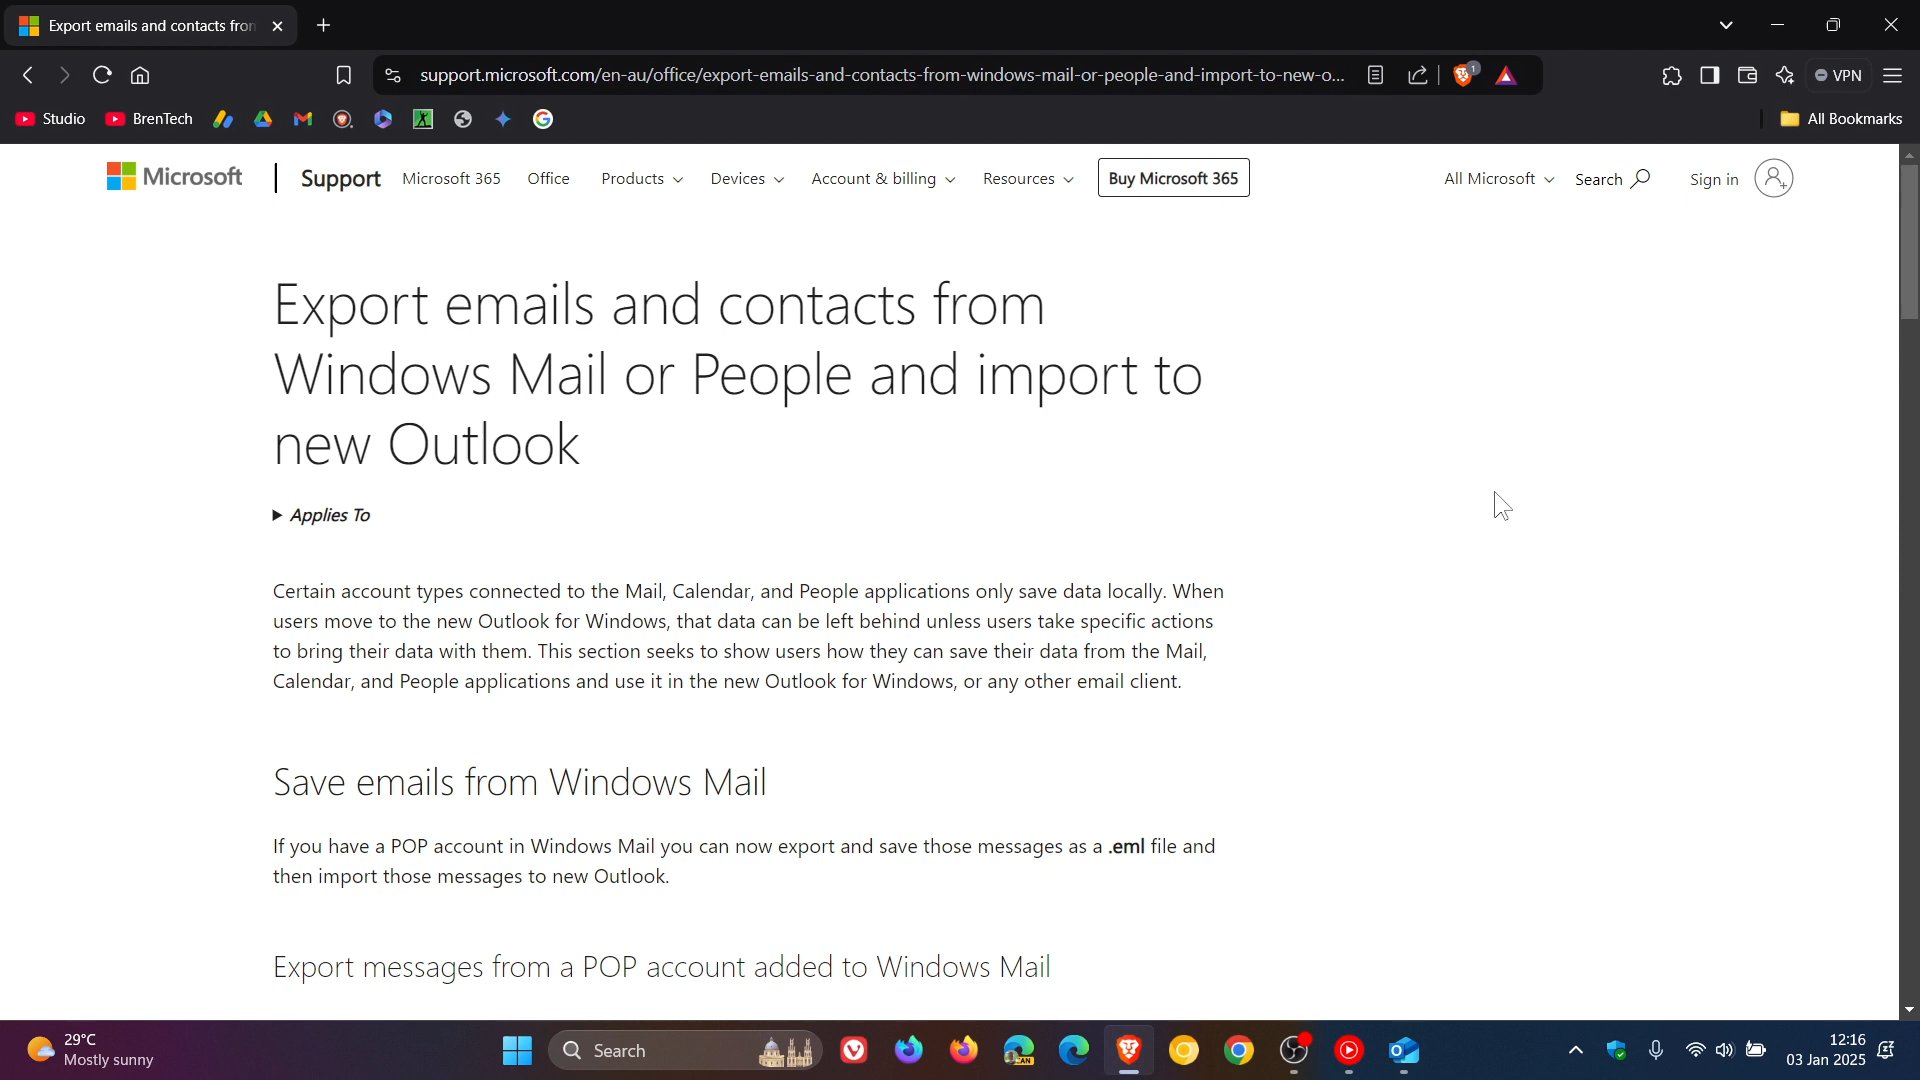 Export emails and contacts fron
support.microsoft.com/en-au/office/export-emails-and-contacts-from-windows-mail-or-people-and-import-to-new-o...
1
VPN
Studio
BrenTech
All Bookmarks
Microsoft
Support
Microsoft 365
Office
Products
Devices
Account & billing
Resources
Buy Microsoft 365
All Microsoft
Search
Sign in
Export emails and contacts from
Windows Mail or People and import to
new Outlook
Applies To
Certain account types connected to the Mail, Calendar, and People applications only save data locally. When
users move to the new Outlook for Windows, that data can be left behind unless users take specific actions
to bring their data with them. This section seeks to show users how they can save their data from the Mail,
Calendar, and People applications and use it in the new Outlook for Windows, or any other email client.
Save emails from Windows Mail
If you have a POP account in Windows Mail you can now export and save those messages as a .eml file and
then import those messages to new Outlook.
Export messages from a POP account added to Windows Mail
29°C
Mostly sunny
Search
CAN
12:16
03 Jan 2025